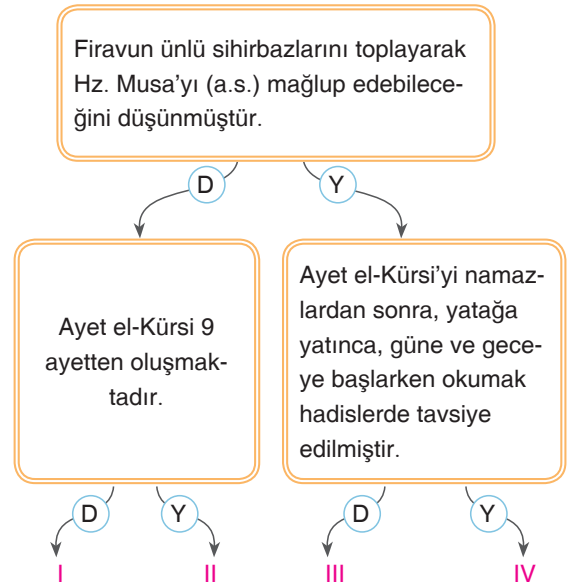 Firavun ünlü sihirbazlarını toplayarak
Hz. Musa’yı (a.s.) mağlup edebilece-
ğini düşünmüştür.
D
Y
Ayet el-Kürsi 9
ayetten oluşmak-
tadır.
Ayet el-Kürsi’yi namaz-
lardan sonra, yatağa
yatınca, güne ve gece-
ye başlarken okumak
hadislerde tavsiye
edilmiştir.
D
Y
D
Y
I
II
III
IV